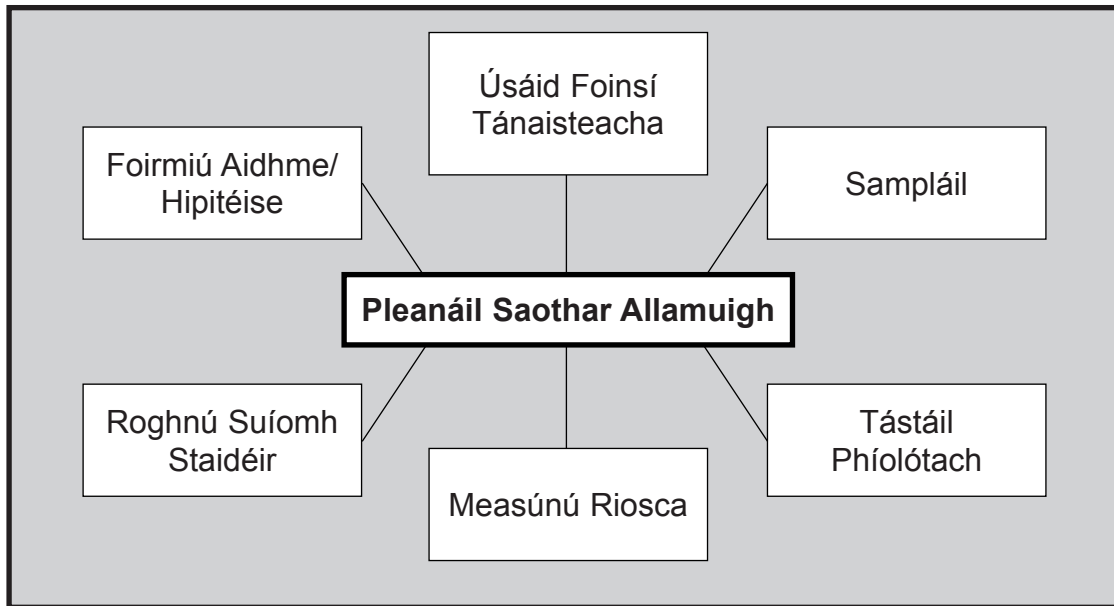 Úsáid Foinsí
Tánaisteacha
Foirmiú Aidhme/
Hipitéise
Sampláil
Pleanáil Saothar Allamuigh
Roghnú Suíomh
Staidéir
Tástáil
Phíolótach
Measúnú Riosca